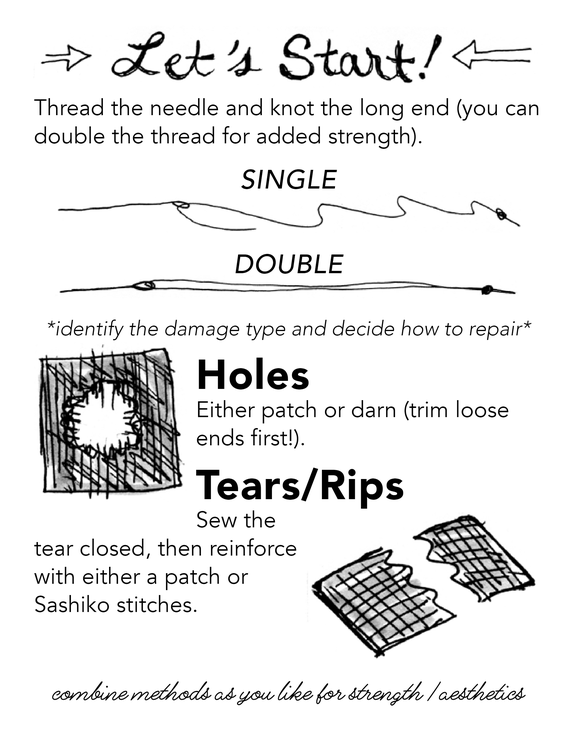 Let's Start!
Thread the needle and knot the long end (you can
double the thread for added strength).
SINGLE
DOUBLE
*identify the damage type and decide how to repair*
Holes
Either patch or darn (trim loose
ends first!).
Tears/Rips
Sew the
tear closed, then reinforce
with either a patch or
Sashiko stitches.
combine methods as you like for strength / aesthetics